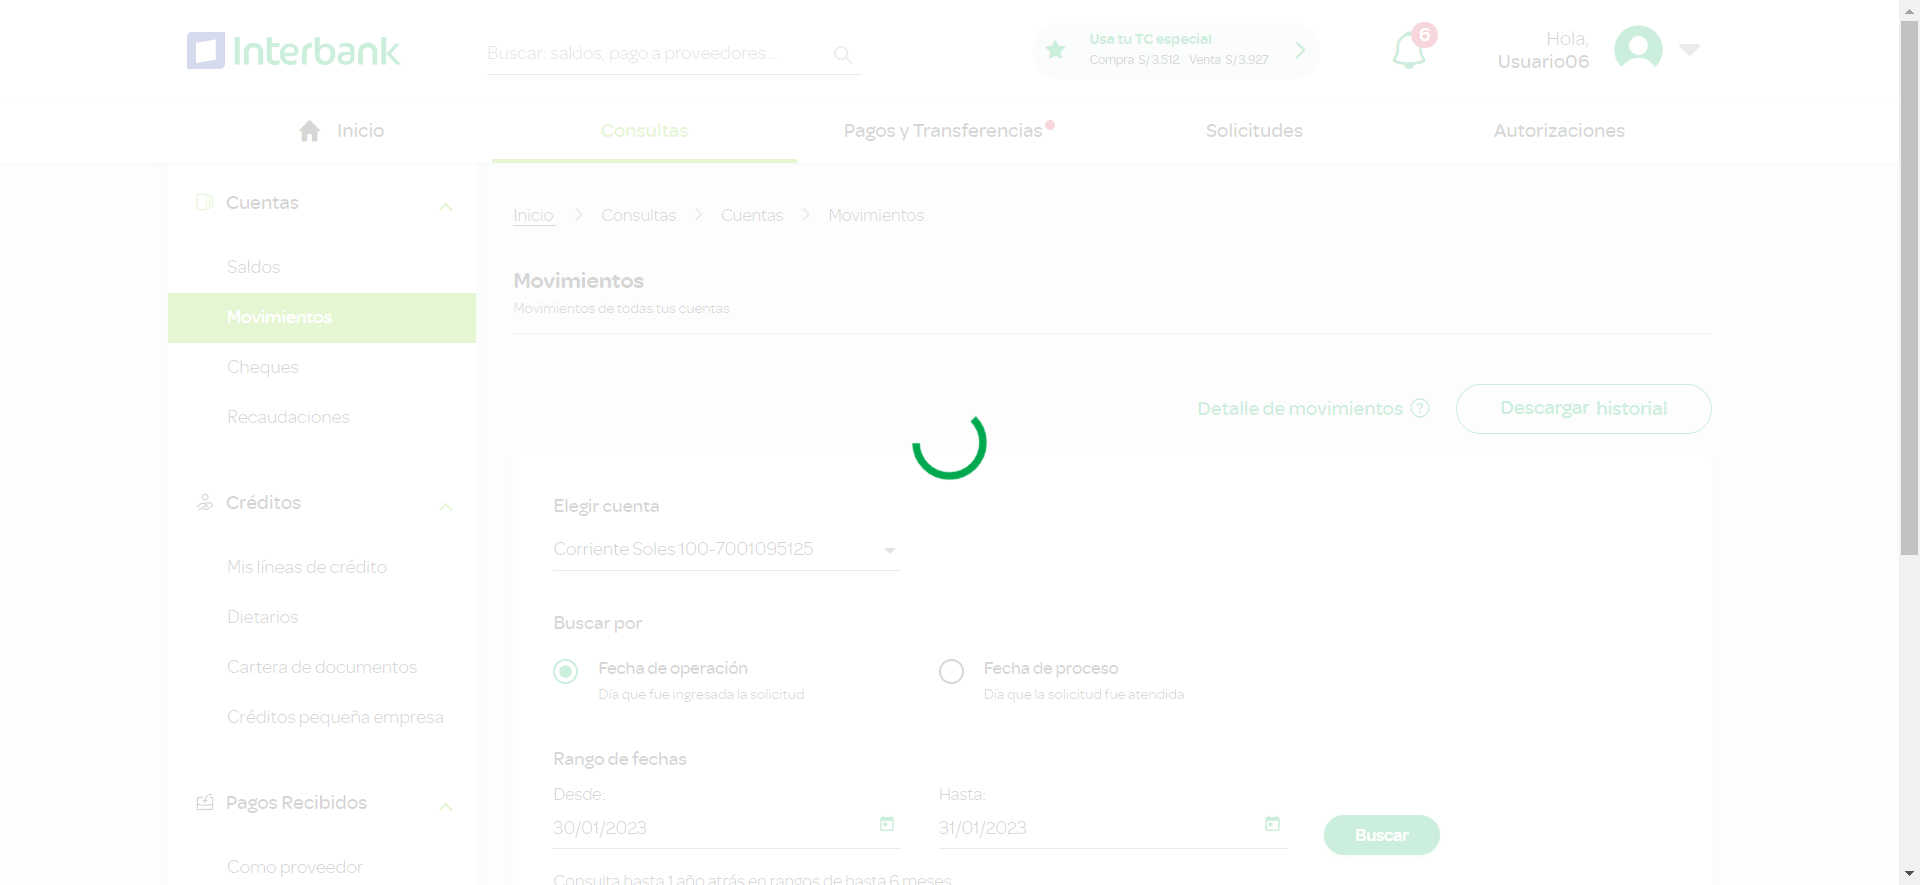 Interbank
Buscar: saldos, pago a proveedores...
Usa tu TC especial
Compra S/3.512 Venta S/3.927
6
Hola,
Usuario06
Inicio
Consultas
Pagos y Transferencias
Solicitudes
Autorizaciones
Cuentas
Saldos
Movimientos
Cheques
Recaudaciones
Créditos
Mis líneas de crédito
Dietarios
Cartera de documentos
Créditos pequeña empresa
Pagos Recibidos
Como proveedor
Inicio > Consultas > Cuentas > Movimientos
Movimientos
Movimientos de todas tus cuentas
Detalle de movimientos ?
Descargar historial
Elegir cuenta
Corriente Soles 100-7001095125
Buscar por
Fecha de operación
Día que fue ingresada la solicitud
Fecha de proceso
Día que la solicitud fue atendida
Rango de fechas
Desde:
30/01/2023
Hasta:
31/01/2023
Buscar
Consulta hasta 1 año atrás en rangos de hasta 6 meses